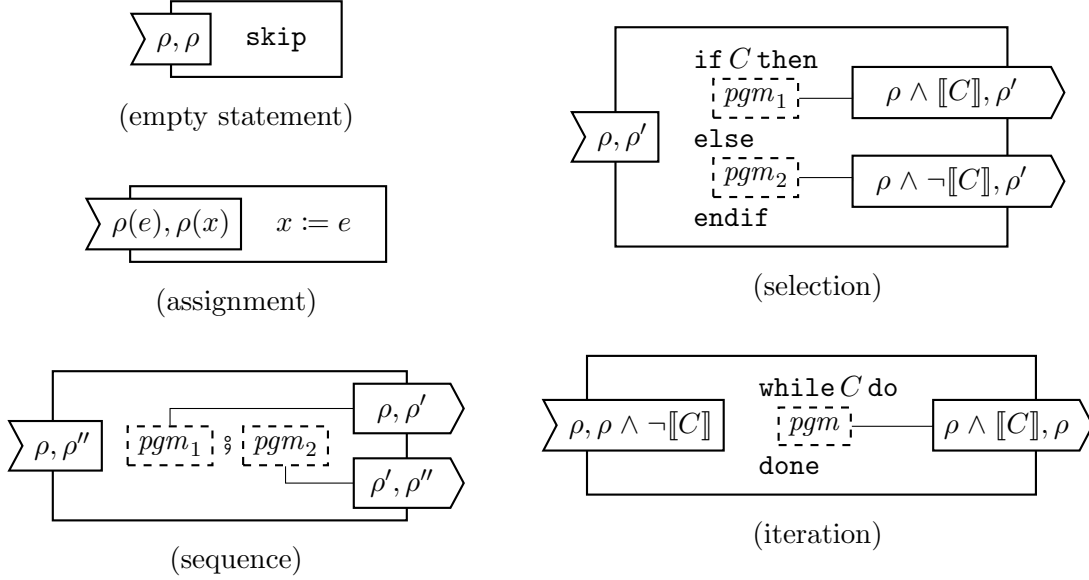 ρ, ρ skip
(empty statement)
ρ(e), ρ(x) x := e
(assignment)
ρ, ρ′
ρ, ρ″ pgm₁ ; pgm₂
ρ′, ρ″
(sequence)
if C then
pgm₁ ρ ∧ ⟦C⟧, ρ′
ρ, ρ′ else
pgm₂ ρ ∧ ¬⟦C⟧, ρ′
endif
(selection)
while C do
ρ, ρ ∧ ¬⟦C⟧ pgm ρ ∧ ⟦C⟧, ρ
done
(iteration)